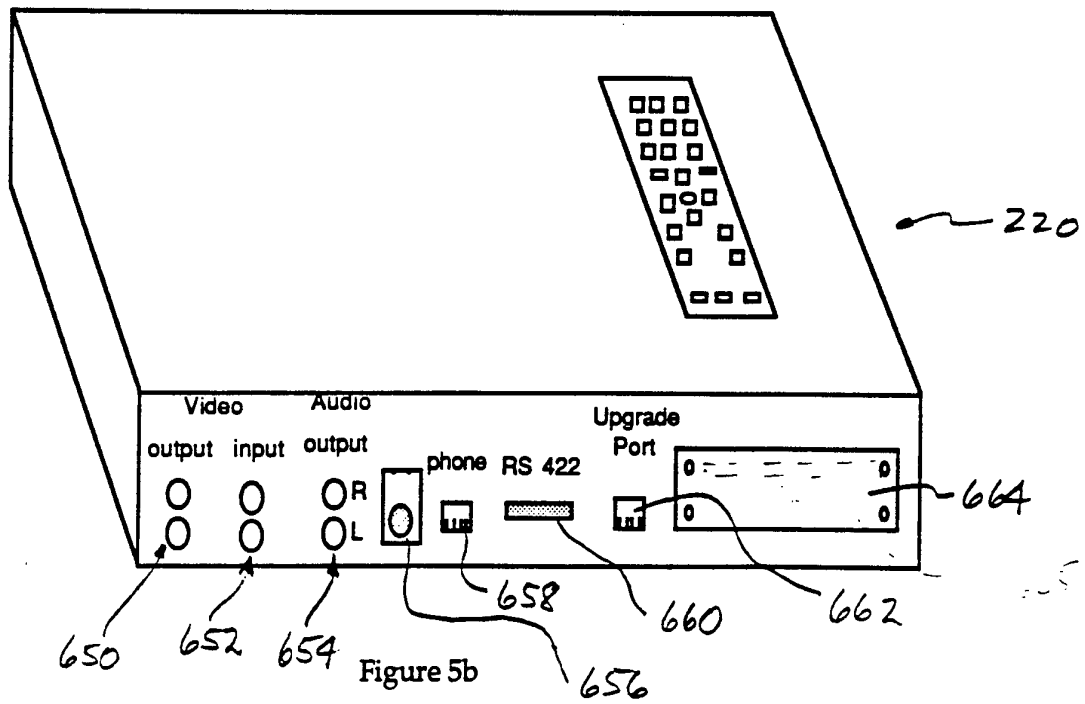 220
Video Audio
output input output
Upgrade
Port
phone RS 422
R
L
664
650
652
654
658
660
662
656
Figure 5b